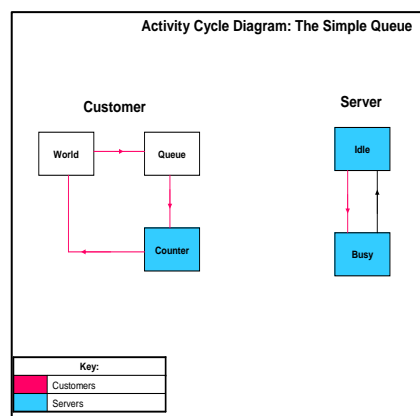 Activity Cycle Diagram: The Simple Queue
Customer
Server
World
Queue
Idle
Counter
Busy
Key:
Customers
Servers